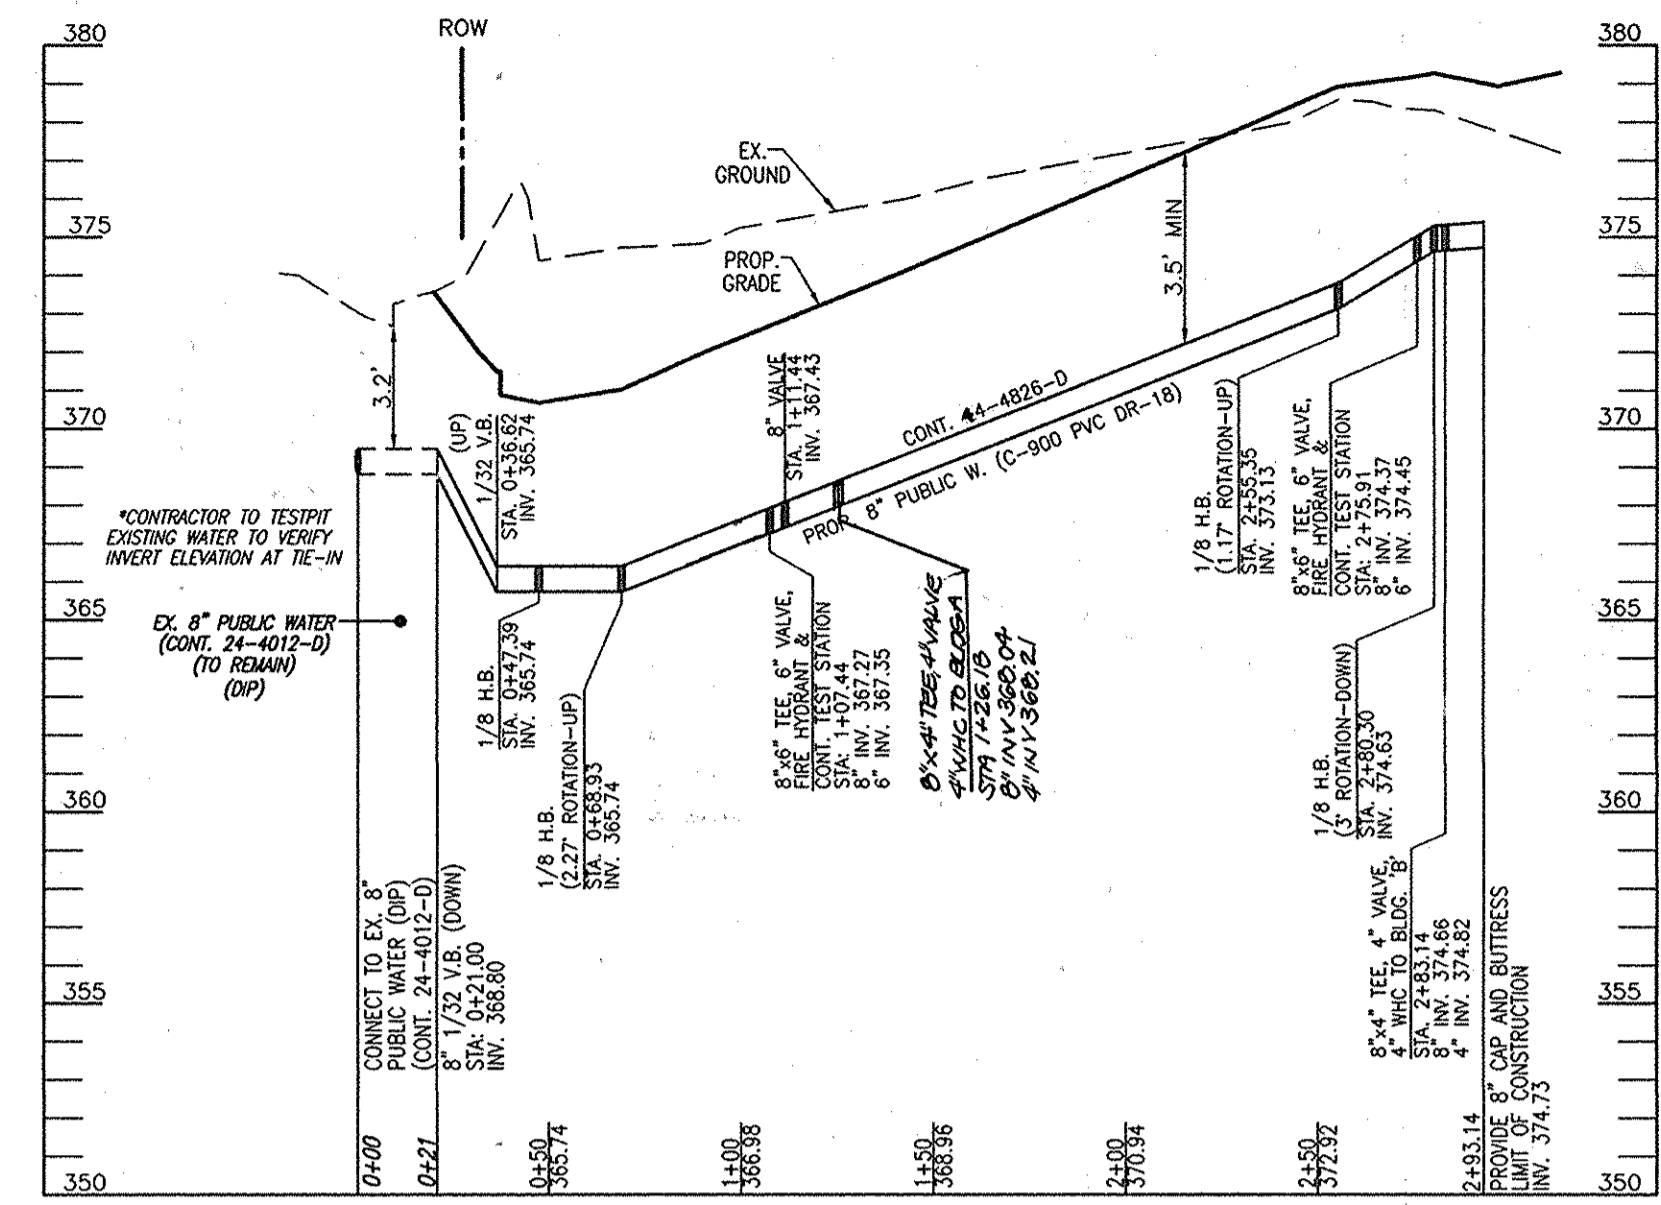 ROW
380
375
370
365
360
355
350
380
375
370
365
360
355
350
EX.
GROUND
PROP.
GRADE
3.2'
3.5' MIN
(UP)
1/32 V.B.
STA. 0+36.62
INV. 365.74
8" VALVE
STA. 1+11.44
INV. 367.43
CONT. 44-4826-D
PROP. 8" PUBLIC W. (C-900 PVC DR-18)
*CONTRACTOR TO TESTPIT
EXISTING WATER TO VERIFY
INVERT ELEVATION AT TIE-IN
EX. 8" PUBLIC WATER
(CONT. 24-4012-D)
(TO REMAIN)
(DIP)
1/8 H.B.
STA. 0+47.39
INV. 365.74
1/8 H.B.
(2.27° ROTATION-UP)
STA. 0+68.93
INV. 365.74
8"x6" TEE, 6" VALVE,
FIRE HYDRANT &
CONT. TEST STATION
STA: 1+07.44
8" INV. 367.27
6" INV. 367.35
8"x4" TEE, 4" VALVE
4" WHC TO BLDG A
STA 1+26.18
8" INV 368.04
4" INV 368.21
1/8 H.B.
(1.17° ROTATION-UP)
STA. 2+55.35
INV. 373.13
8"x6" TEE, 6" VALVE,
FIRE HYDRANT &
CONT. TEST STATION
STA: 2+75.91
8" INV. 374.37
6" INV. 374.45
1/8 H.B.
(3° ROTATION-DOWN)
STA. 2+80.30
INV. 374.63
8"x4" TEE, 4" VALVE,
4" WHC TO BLDG. 'B'
STA. 2+83.14
8" INV. 374.66
4" INV. 374.82
CONNECT TO EX. 8"
PUBLIC WATER (DIP)
(CONT. 24-4012-D)
8" 1/32 V.B. (DOWN)
STA: 0+21.00
INV. 368.80
0+00
0+21
0+50
365.74
1+00
366.98
1+50
368.96
2+00
370.94
2+50
372.92
2+93.14
PROVIDE 8" CAP AND BUTTRESS
LIMIT OF CONSTRUCTION
INV. 374.73